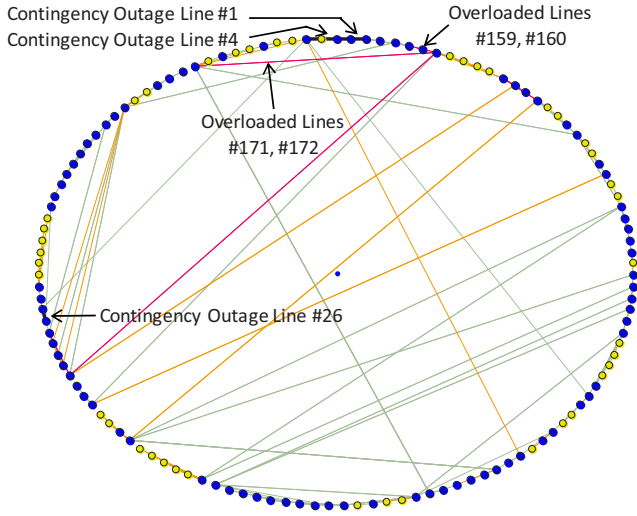 Contingency Outage Line #1
Contingency Outage Line #4
Overloaded Lines
#159, #160
Overloaded Lines
#171, #172
Contingency Outage Line #26